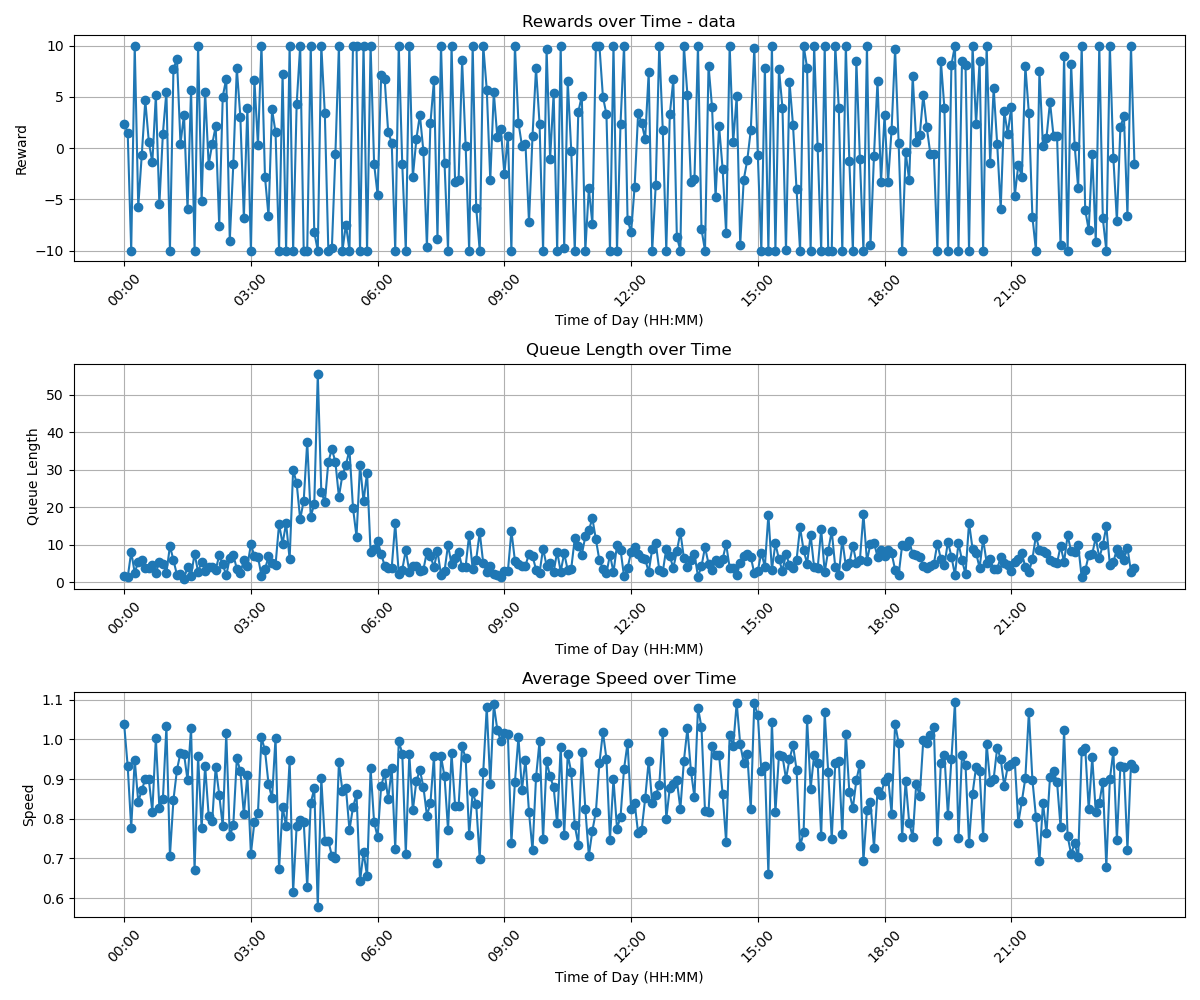 Rewards over Time - data
10
5
0
−5
−10
Reward
00:00 03:00 06:00 09:00 12:00 15:00 18:00 21:00
Time of Day (HH:MM)
Queue Length over Time
50
40
30
20
10
0
Queue Length
00:00 03:00 06:00 09:00 12:00 15:00 18:00 21:00
Time of Day (HH:MM)
Average Speed over Time
1.1
1.0
0.9
0.8
0.7
0.6
Speed
00:00 03:00 06:00 09:00 12:00 15:00 18:00 21:00
Time of Day (HH:MM)